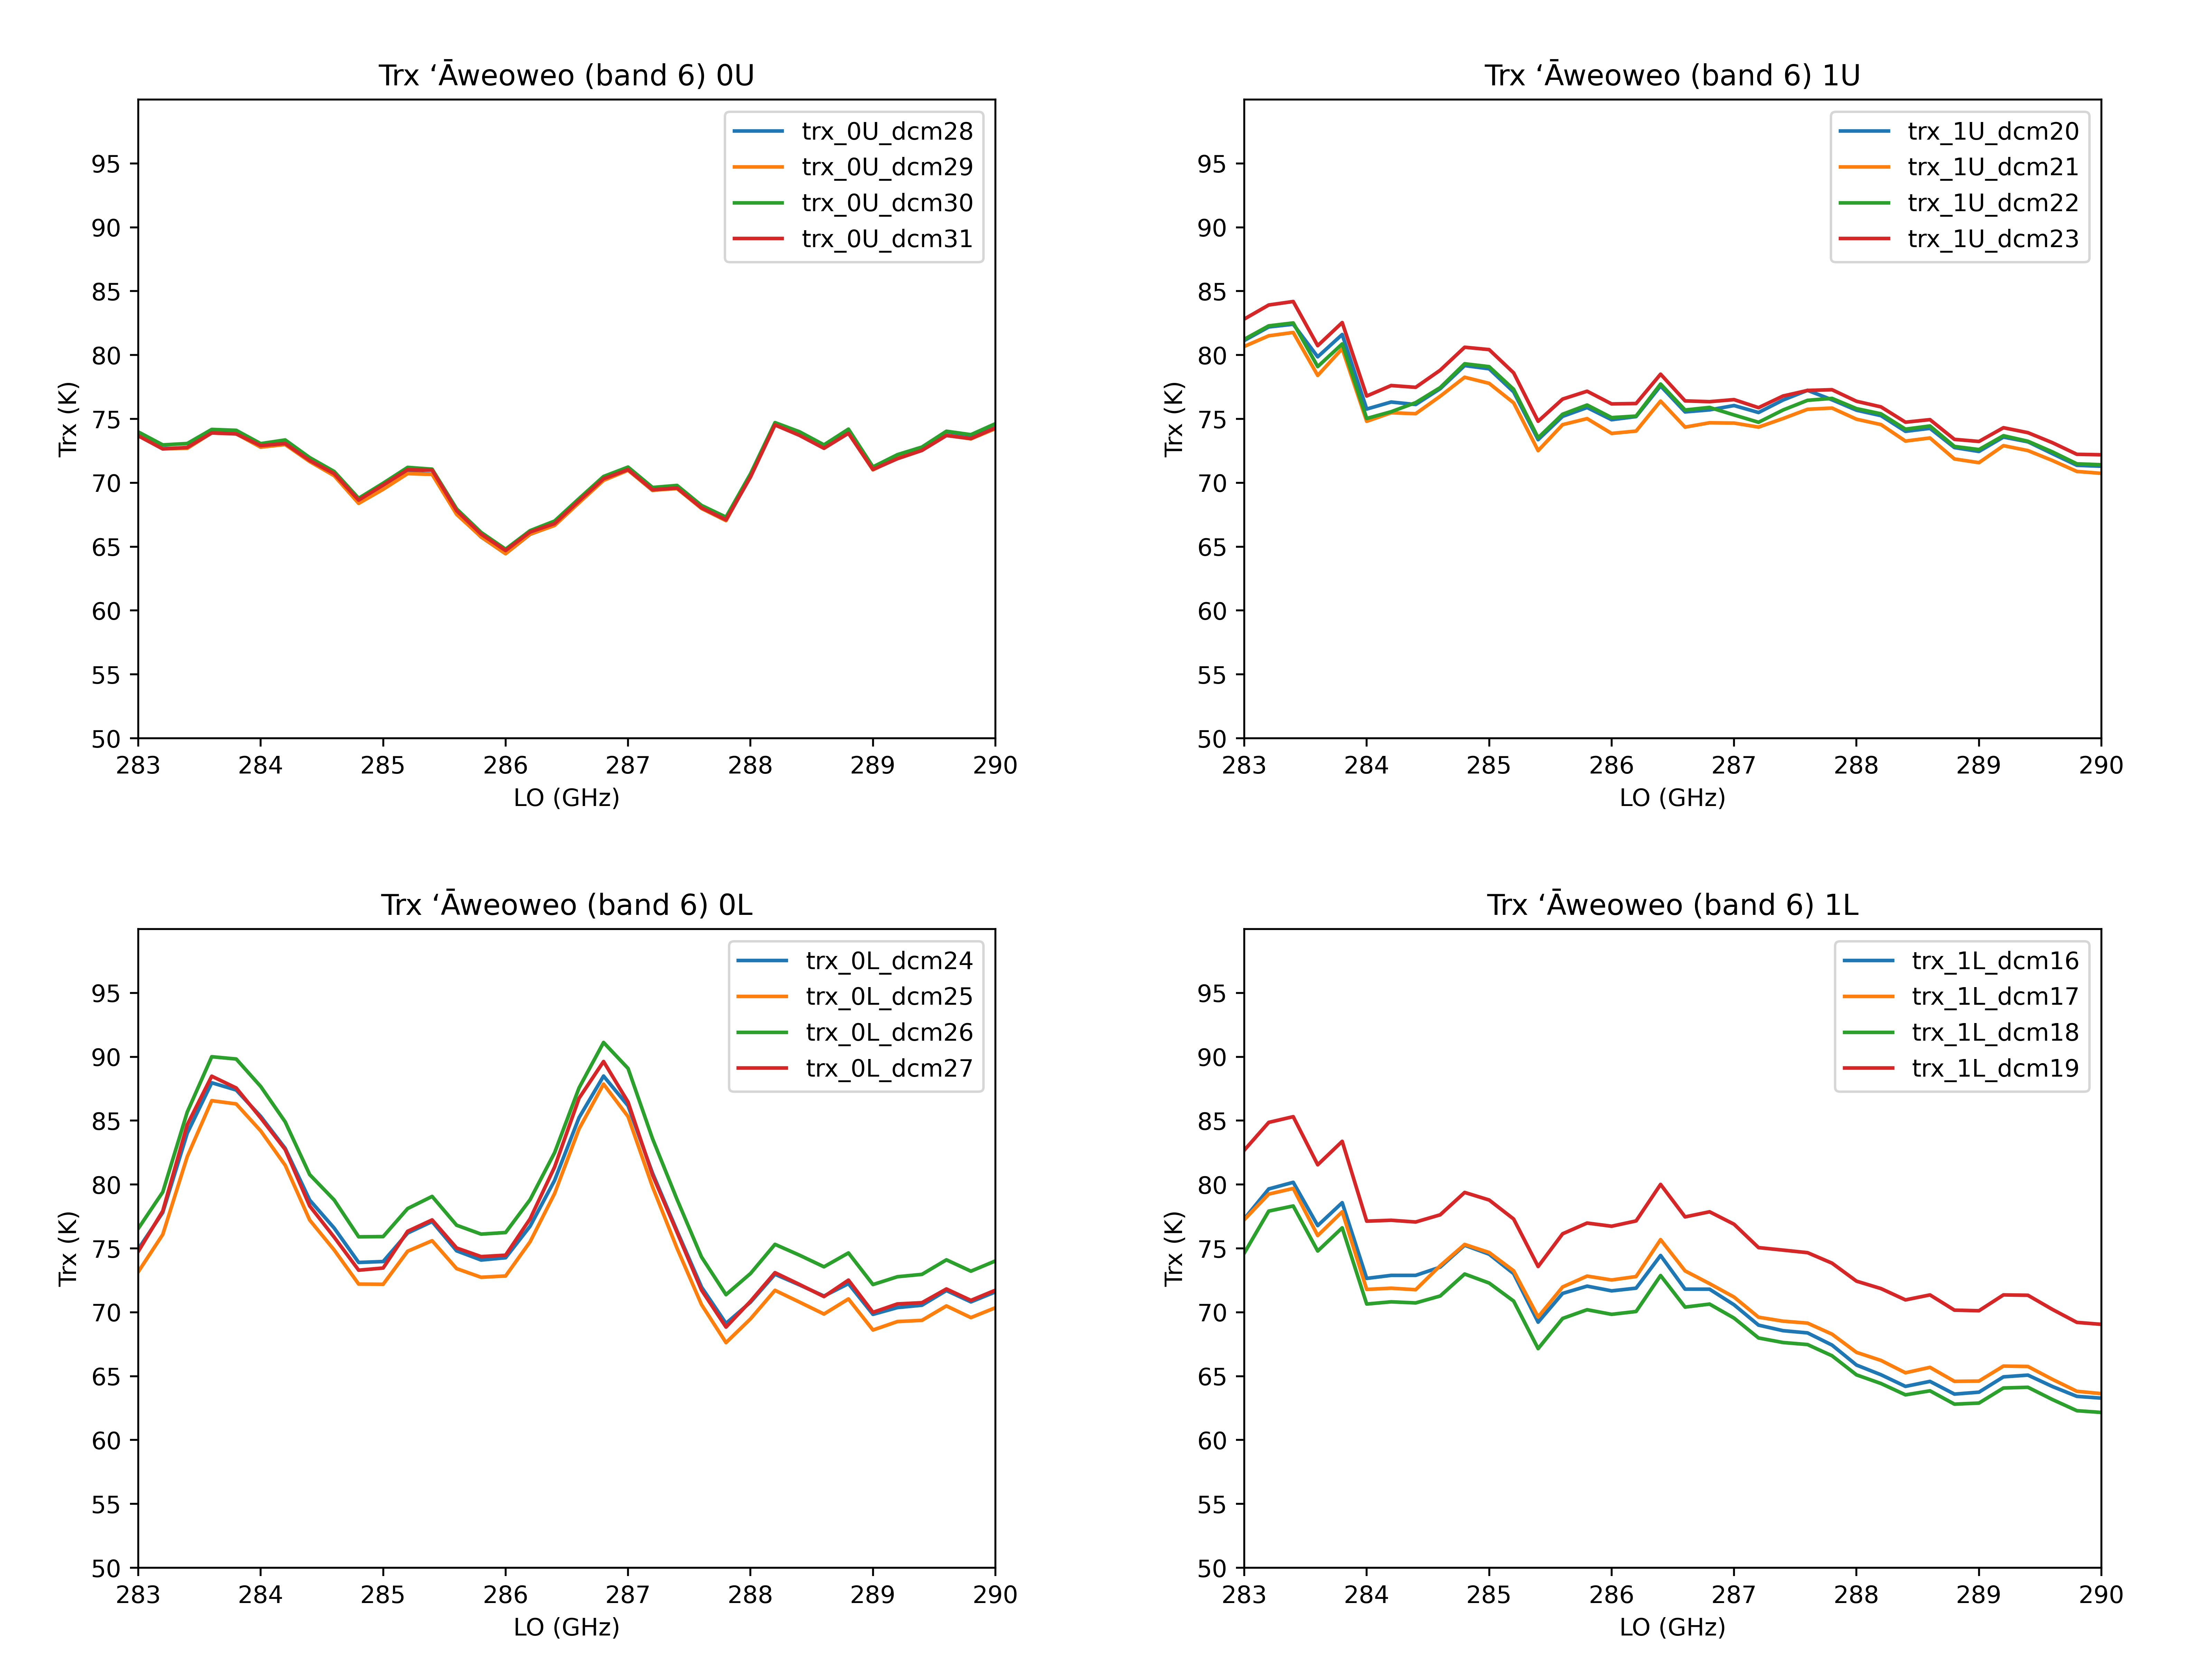 Trx ʻĀweoweo (band 6) 0U
trx_0U_dcm28
trx_0U_dcm29
trx_0U_dcm30
trx_0U_dcm31
95
90
85
80
75
70
65
60
55
50
Trx (K)
283 284 285 286 287 288 289 290
LO (GHz)
Trx ʻĀweoweo (band 6) 1U
trx_1U_dcm20
trx_1U_dcm21
trx_1U_dcm22
trx_1U_dcm23
95
90
85
80
75
70
65
60
55
50
Trx (K)
283 284 285 286 287 288 289 290
LO (GHz)
Trx ʻĀweoweo (band 6) 0L
trx_0L_dcm24
trx_0L_dcm25
trx_0L_dcm26
trx_0L_dcm27
95
90
85
80
75
70
65
60
55
50
Trx (K)
283 284 285 286 287 288 289 290
LO (GHz)
Trx ʻĀweoweo (band 6) 1L
trx_1L_dcm16
trx_1L_dcm17
trx_1L_dcm18
trx_1L_dcm19
95
90
85
80
75
70
65
60
55
50
Trx (K)
283 284 285 286 287 288 289 290
LO (GHz)